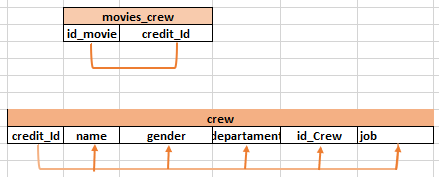 movies_crew
id_movie credit_Id
crew
credit_Id name gender departament id_Crew job